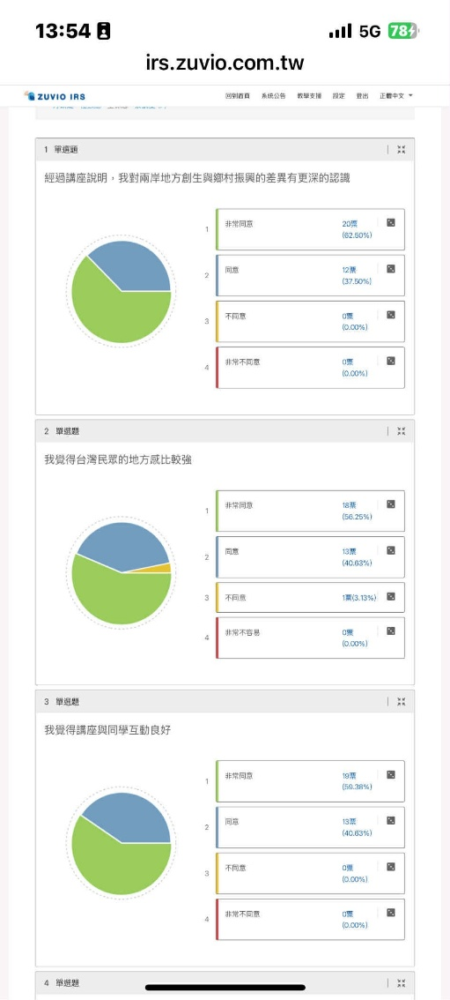 13:54
5G 78
irs.zuvio.com.tw
ZUVIO IRS 回到首頁 系統公告 教學支援 設定 登出 正體中文
1 單選題
經過講座說明，我對兩岸地方創生與鄉村振興的差異有更深的認識
1 非常同意 20票
(62.50%)
2 同意 12票
(37.50%)
3 不同意 0票
(0.00%)
4 非常不同意 0票
(0.00%)
2 單選題
我覺得台灣民眾的地方感比較強
1 非常同意 18票
(56.25%)
2 同意 13票
(40.63%)
3 不同意 1票(3.13%)
4 非常不容易 0票
(0.00%)
3 單選題
我覺得講座與同學互動良好
1 非常同意 19票
(59.38%)
2 同意 13票
(40.63%)
3 不同意 0票
(0.00%)
4 非常不同意 0票
(0.00%)
4 單選題